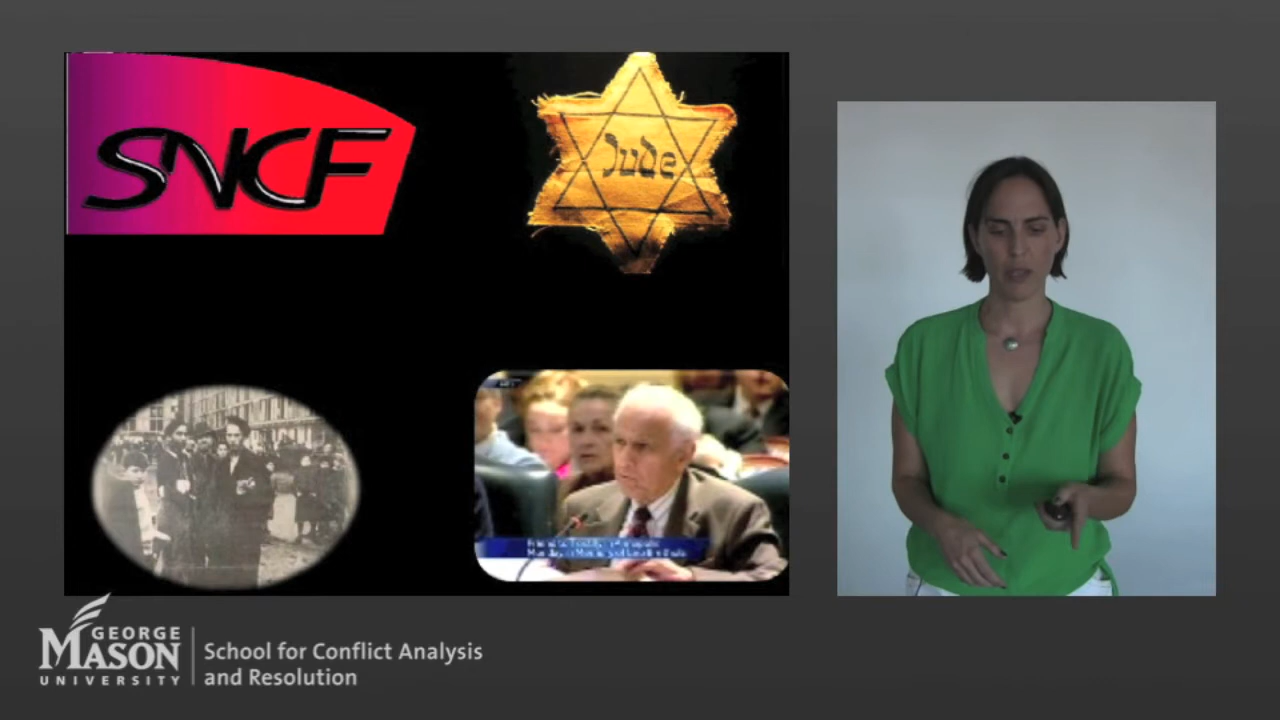 SNCF
Jude
GEORGE
MASON
UNIVERSITY
School for Conflict Analysis
and Resolution